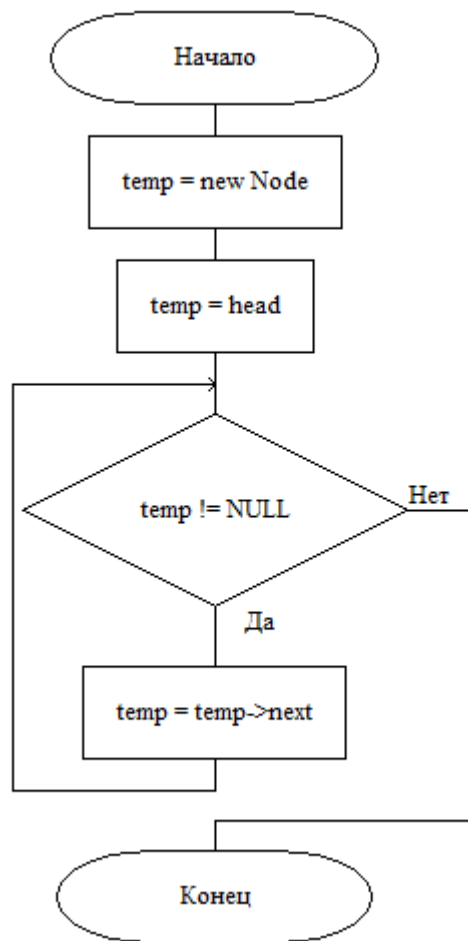 Начало
temp = new Node
temp = head
temp != NULL
Нет
Да
temp = temp->next
Конец